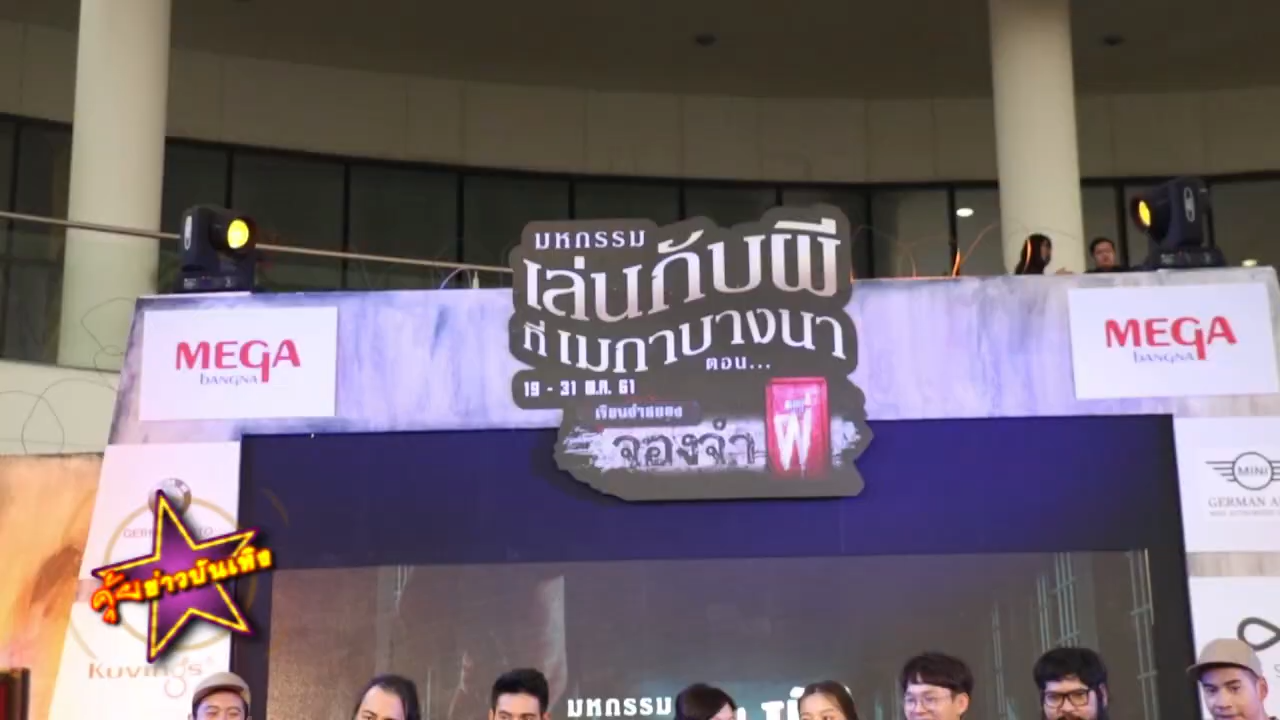 มหกรรม
เล่นกับผี
ที่เมกาบางนา
ตอน...
19 - 31 พ.ค. 61
จองจำ
ผี
MEGA
BANGNA
MEGA
BANGNA
MINI
GERMAN
คุ้ยข่าวบันเทิง
Kuvings
มหกรรม